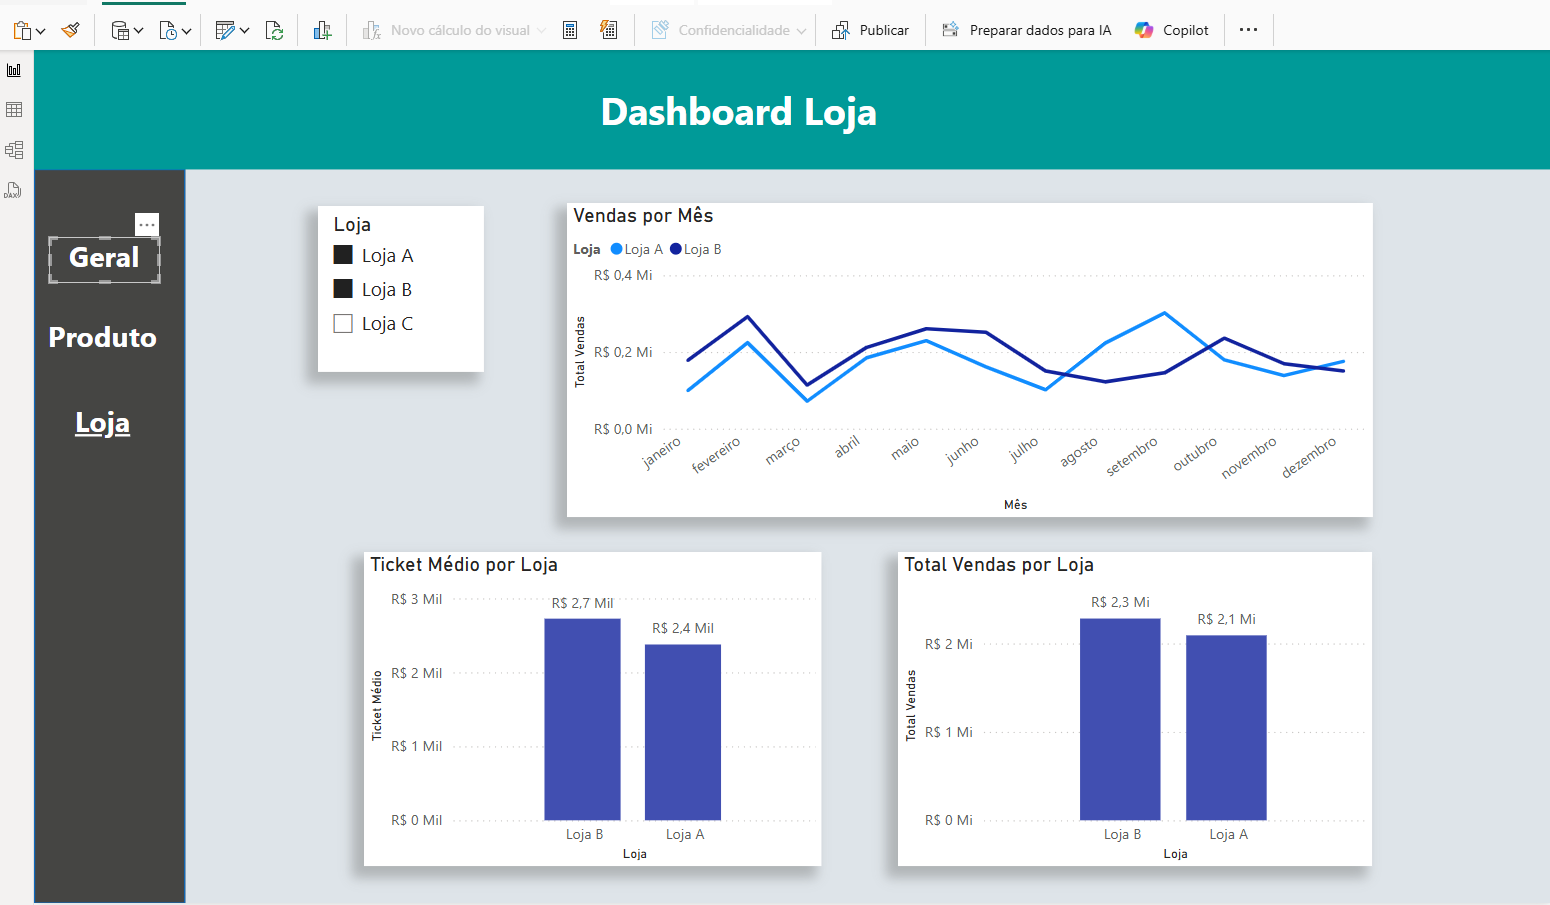 Novo cálculo do visual
Confidencialidade
Publicar
Preparar dados para IA
Copilot
DAX
Dashboard Loja
Geral
Produto
Loja
Loja
Loja A
Loja B
Loja C
Vendas por Mês
Loja Loja A Loja B
R$ 0,4 Mi
R$ 0,2 Mi
R$ 0,0 Mi
Total Vendas
janeiro fevereiro março abril maio junho julho agosto setembro outubro novembro dezembro
Mês
Ticket Médio por Loja
R$ 3 Mil
R$ 2 Mil
R$ 1 Mil
R$ 0 Mil
Ticket Médio
R$ 2,7 Mil
R$ 2,4 Mil
Loja B Loja A
Loja
Total Vendas por Loja
R$ 2 Mi
R$ 1 Mi
R$ 0 Mi
Total Vendas
R$ 2,3 Mi
R$ 2,1 Mi
Loja B Loja A
Loja